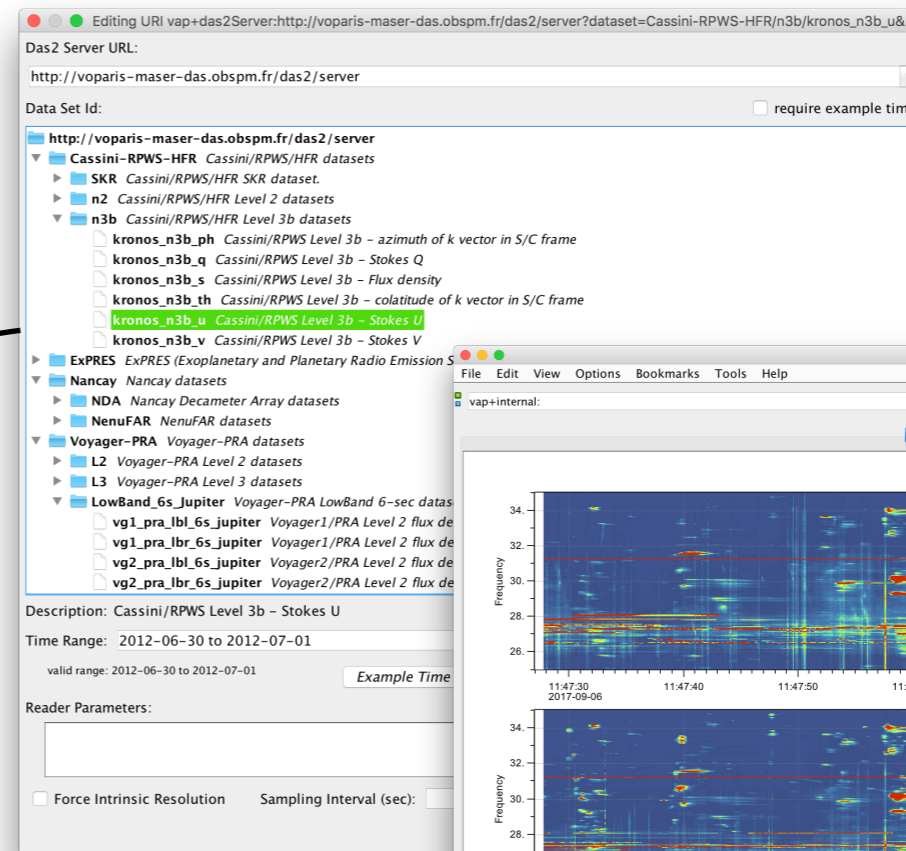 Editing URI vap+das2Server:http://voparis-maser-das.obspm.fr/das2/server?dataset=Cassini-RPWS-HFR/n3b/kronos_n3b_u&
Das2 Server URL:
http://voparis-maser-das.obspm.fr/das2/server
Data Set Id:
require example tim
http://voparis-maser-das.obspm.fr/das2/server
Cassini-RPWS-HFR Cassini/RPWS/HFR datasets
SKR Cassini/RPWS/HFR SKR dataset.
n2 Cassini/RPWS/HFR Level 2 datasets
n3b Cassini/RPWS/HFR Level 3b datasets
kronos_n3b_ph Cassini/RPWS Level 3b - azimuth of k vector in S/C frame
kronos_n3b_q Cassini/RPWS Level 3b - Stokes Q
kronos_n3b_s Cassini/RPWS Level 3b - Flux density
kronos_n3b_th Cassini/RPWS Level 3b - colatitude of k vector in S/C frame
kronos_n3b_u Cassini/RPWS Level 3b - Stokes U
kronos_n3b_v Cassini/RPWS Level 3b - Stokes V
ExPRES ExPRES (Exoplanetary and Planetary Radio Emission S
Nancay Nancay datasets
NDA Nancay Decameter Array datasets
NenuFAR NenuFAR datasets
Voyager-PRA Voyager-PRA datasets
L2 Voyager-PRA Level 2 datasets
L3 Voyager-PRA Level 3 datasets
LowBand_6s_Jupiter Voyager-PRA LowBand 6-sec datas
vg1_pra_lbl_6s_jupiter Voyager1/PRA Level 2 flux de
vg1_pra_lbr_6s_jupiter Voyager1/PRA Level 2 flux de
vg2_pra_lbl_6s_jupiter Voyager2/PRA Level 2 flux de
vg2_pra_lbr_6s_jupiter Voyager2/PRA Level 2 flux de
Description: Cassini/RPWS Level 3b - Stokes U
Time Range: 2012-06-30 to 2012-07-01
valid range: 2012-06-30 to 2012-07-01
Example Time
Reader Parameters:
Force Intrinsic Resolution
Sampling Interval (sec):
File Edit View Options Bookmarks Tools Help
vap+internal:
34.
32.
30.
28.
26.
Frequency
11:47:30
2017-09-06
11:47:40
11:47:50
11:
34.
32.
30.
28.
Frequency